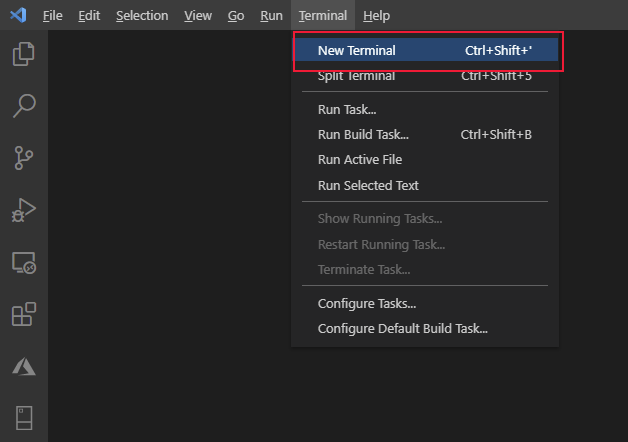 File Edit Selection View Go Run Terminal Help
New Terminal Ctrl+Shift+'
Split Terminal Ctrl+Shift+5
Run Task...
Run Build Task... Ctrl+Shift+B
Run Active File
Run Selected Text
Show Running Tasks...
Restart Running Task...
Terminate Task...
Configure Tasks...
Configure Default Build Task...